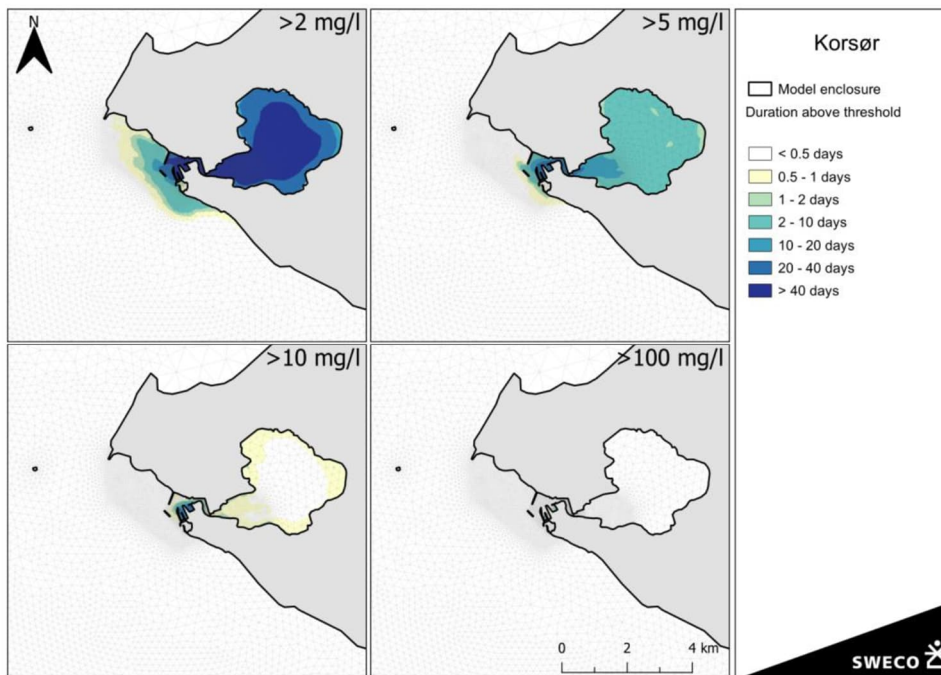 N
>2 mg/l
>5 mg/l
>10 mg/l
>100 mg/l
0 2 4 km
Korsør
Model enclosure
Duration above threshold
< 0.5 days
0.5 - 1 days
1 - 2 days
2 - 10 days
10 - 20 days
20 - 40 days
> 40 days
SWECO